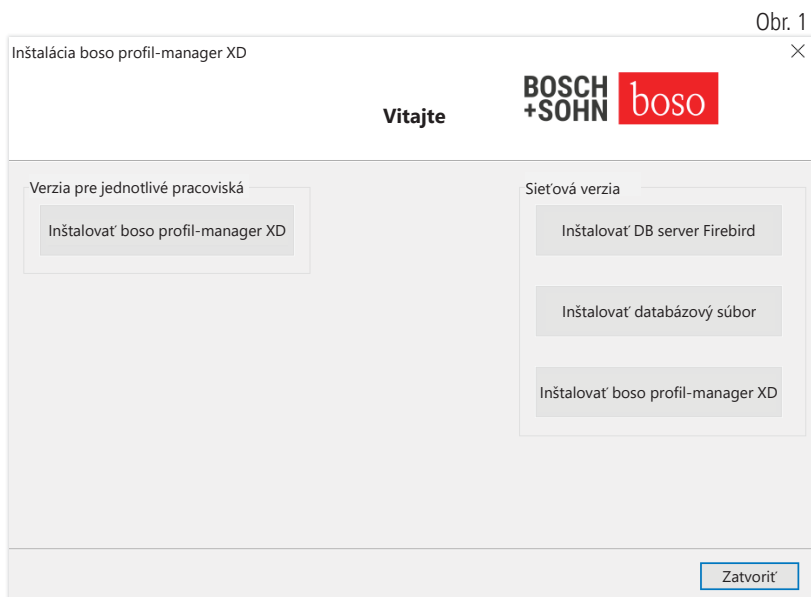 Obr. 1
Inštalácia boso profil-manager XD
Vitajte
BOSCH
+SOHN
boso
Verzia pre jednotlivé pracoviská
Inštalovať boso profil-manager XD
Sieťová verzia
Inštalovať DB server Firebird
Inštalovať databázový súbor
Inštalovať boso profil-manager XD
Zatvoriť